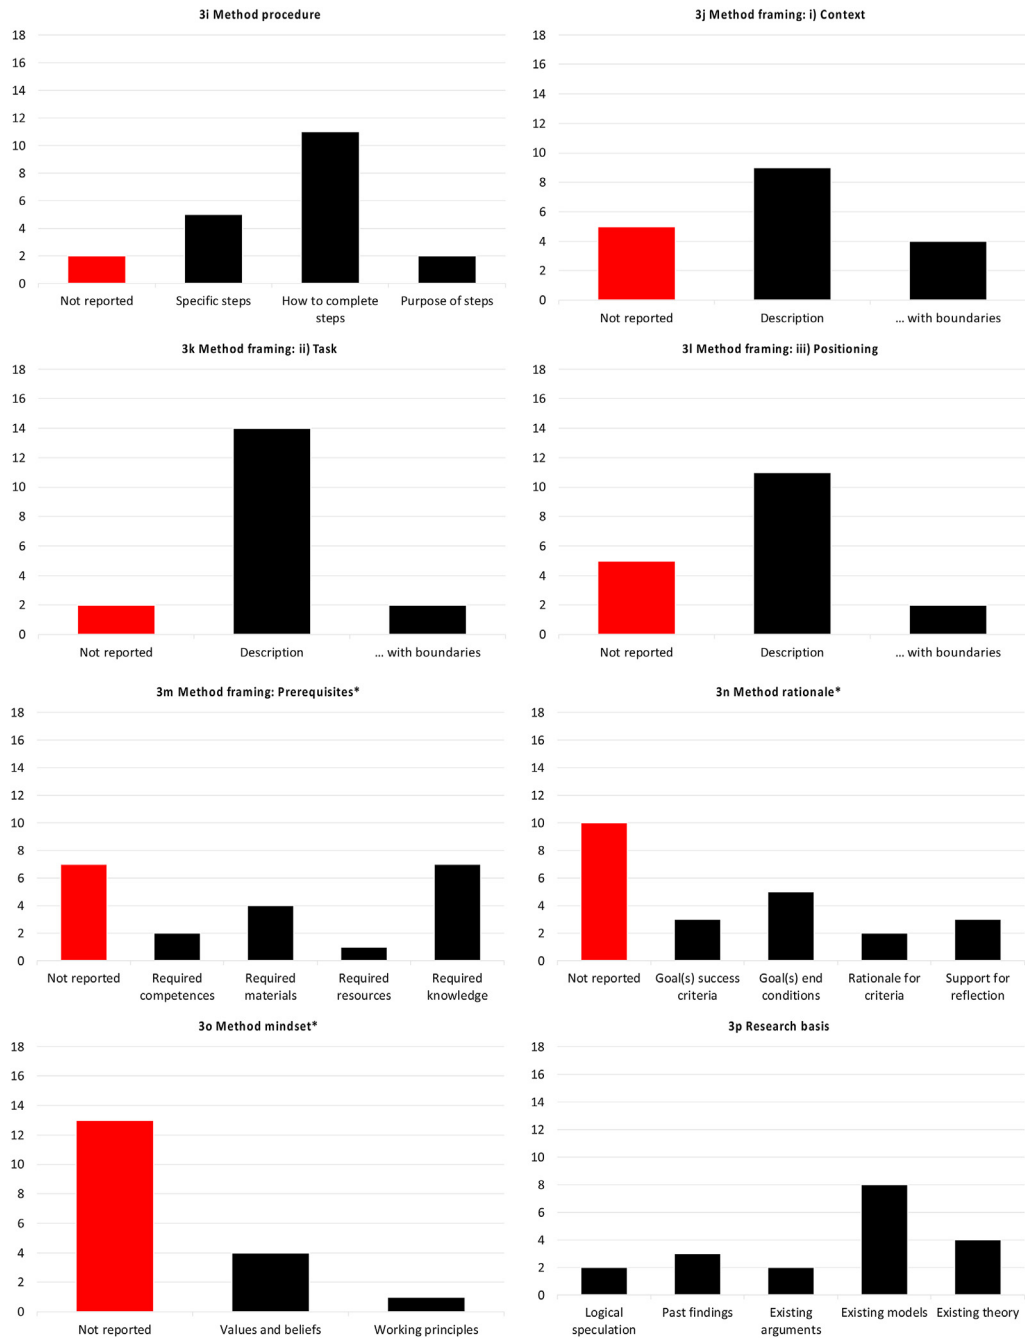 3i Method procedure
18
16
14
12
10
8
6
4
2
0
Not reported
Specific steps
How to complete
steps
Purpose of steps
3j Method framing: i) Context
18
16
14
12
10
8
6
4
2
0
Not reported
Description
... with boundaries
3k Method framing: ii) Task
18
16
14
12
10
8
6
4
2
0
Not reported
Description
... with boundaries
3l Method framing: iii) Positioning
18
16
14
12
10
8
6
4
2
0
Not reported
Description
... with boundaries
3m Method framing: Prerequisites*
18
16
14
12
10
8
6
4
2
0
Not reported
Required
competences
Required
materials
Required
resources
Required
knowledge
3n Method rationale*
18
16
14
12
10
8
6
4
2
0
Not reported
Goal(s) success
criteria
Goal(s) end
conditions
Rationale for
criteria
Support for
reflection
3o Method mindset*
18
16
14
12
10
8
6
4
2
0
Not reported
Values and beliefs
Working principles
3p Research basis
18
16
14
12
10
8
6
4
2
0
Logical
speculation
Past findings
Existing
arguments
Existing models
Existing theory